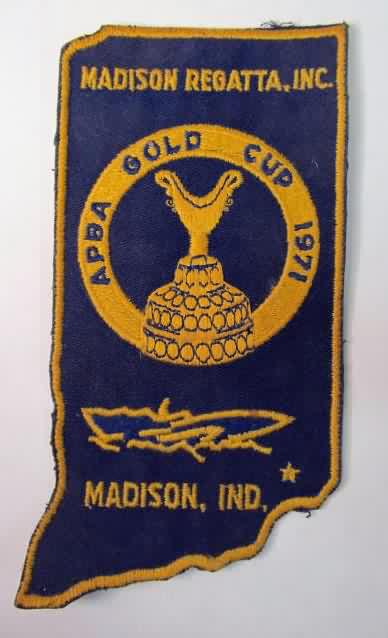 MADISON REGATTA, INC.
APBA GOLD CUP 1971
MADISON, IND.